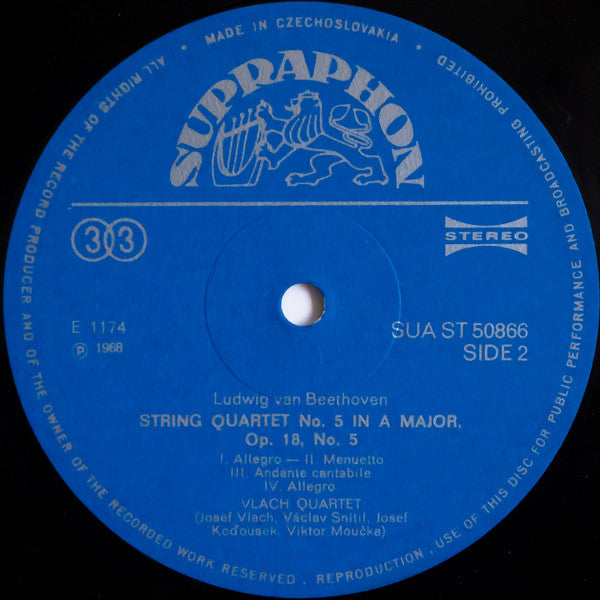 • MADE IN CZECHOSLOVAKIA •
ALL RIGHTS OF THE RECORD PRODUCER AND OF THE OWNER OF THE RECORDED WORK RESERVED . REPRODUCTION , USE OF THIS DISC FOR PUBLIC PERFORMANCE AND BROADCASTING PROHIBITED
SUPRAPHON
33
STEREO
E 1174
SUA ST 50866
℗ 1968
SIDE 2
Ludwig van Beethoven
STRING QUARTET No. 5 IN A MAJOR,
Op. 18, No. 5
I. Allegro — II. Menuetto
III. Andante cantabile
IV. Allegro
VLACH QUARTET
(Josef Vlach, Václav Snítil, Josef
Koďousek, Viktor Moučka)